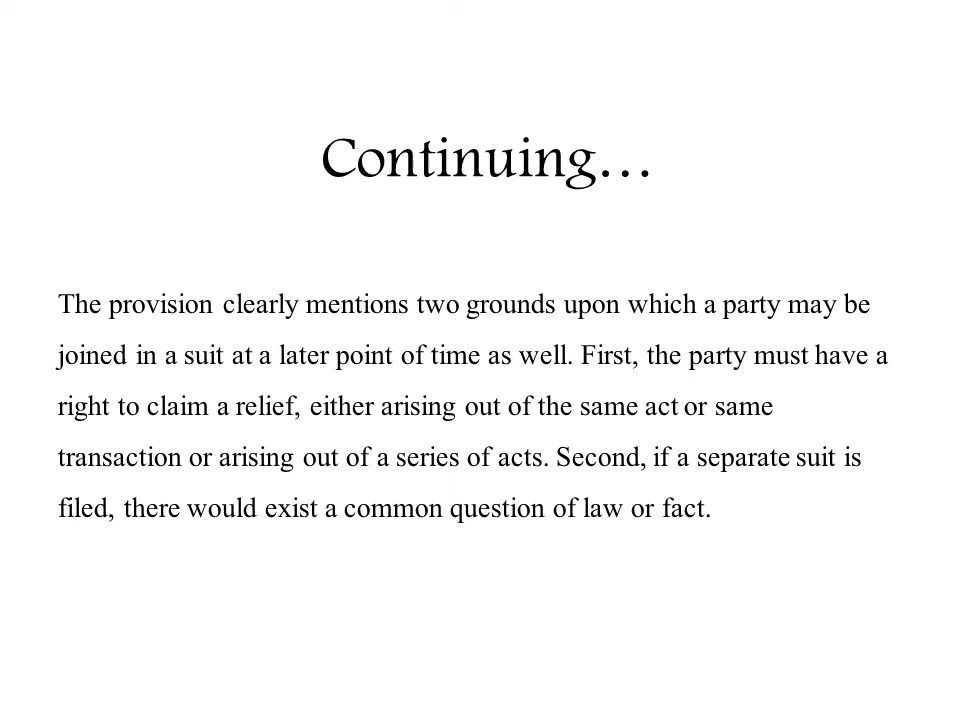 Continuing…
The provision clearly mentions two grounds upon which a party may be
joined in a suit at a later point of time as well. First, the party must have a
right to claim a relief, either arising out of the same act or same
transaction or arising out of a series of acts. Second, if a separate suit is
filed, there would exist a common question of law or fact.